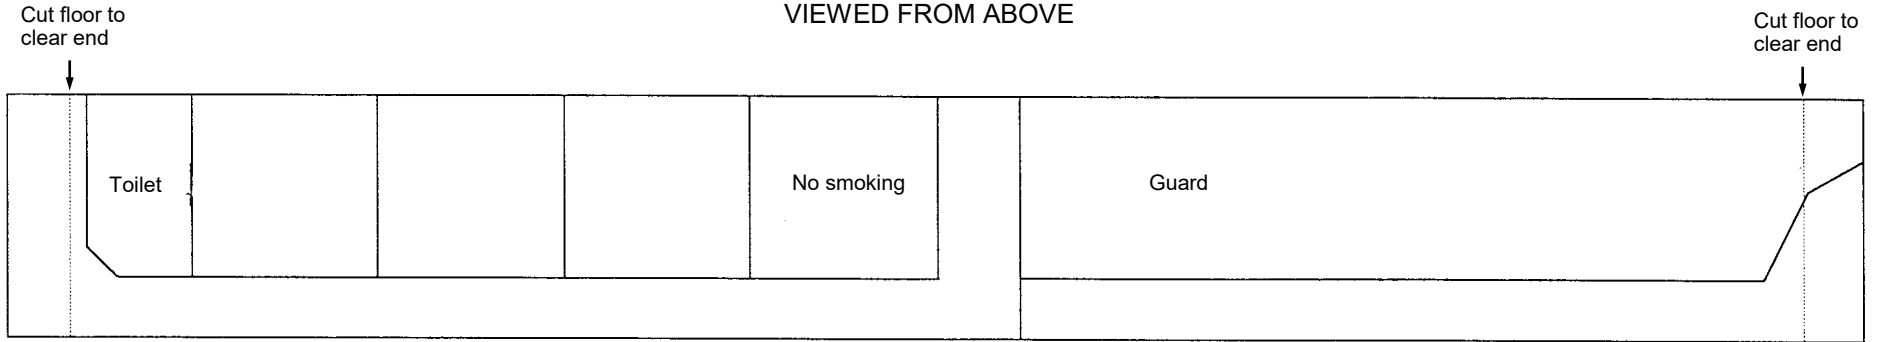 VIEWED FROM ABOVE
Cut floor to
clear end
Cut floor to
clear end
Toilet
No smoking
Guard